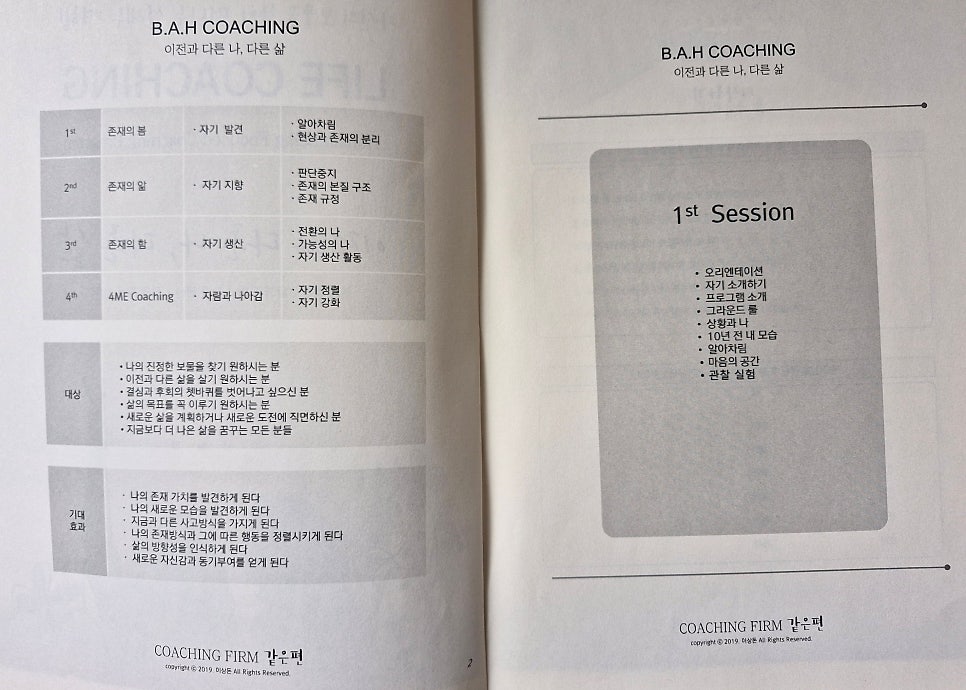 B.A.H COACHING
이전과 다른 나, 다른 삶
1st 존재의 봄 · 자기 발견
· 알아차림
· 현상과 존재의 분리
2nd 존재의 앎 · 자기 지향
· 판단중지
· 존재의 본질 구조
· 존재 규정
3rd 존재의 함 · 자기 생산
· 전환의 나
· 가능성의 나
· 자기 생산 활동
4th 4ME Coaching · 자람과 나아감
· 자기 정렬
· 자기 강화
대상
• 나의 진정한 보물을 찾기 원하시는 분
• 이전과 다른 삶을 살기 원하시는 분
• 결심과 후회의 쳇바퀴를 벗어나고 싶으신 분
• 삶의 목표를 꼭 이루기 원하시는 분
• 새로운 삶을 계획하거나 새로운 도전에 직면하신 분
• 지금보다 더 나은 삶을 꿈꾸는 모든 분들
기대
효과
· 나의 존재 가치를 발견하게 된다
· 나의 새로운 모습을 발견하게 된다
· 지금과 다른 사고방식을 가지게 된다
· 나의 존재방식과 그에 따른 행동을 정렬시키게 된다
· 삶의 방향성을 인식하게 된다
· 새로운 자신감과 동기부여를 얻게 된다
COACHING FIRM 같은편
copyright © 2019. 이상돈 All Rights Reserved.
2
B.A.H COACHING
이전과 다른 나, 다른 삶
1st Session
• 오리엔테이션
• 자기 소개하기
• 프로그램 소개
• 그라운드 룰
• 상황과 나
• 10년 전 내 모습
• 알아차림
• 마음의 공간
• 관찰 실험
COACHING FIRM 같은편
copyright © 2019. 이상돈 All Rights Reserved.